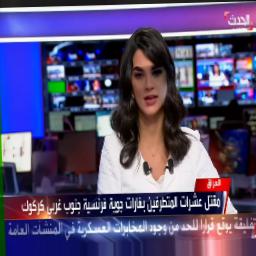 الحدث
العراق
مقتل عشرات المتطرفين بغارات جوية فرنسية جنوب غربي كركوك
يوقع قرارا للحد من وجود المخابرات العسكرية في المنشآت العامة